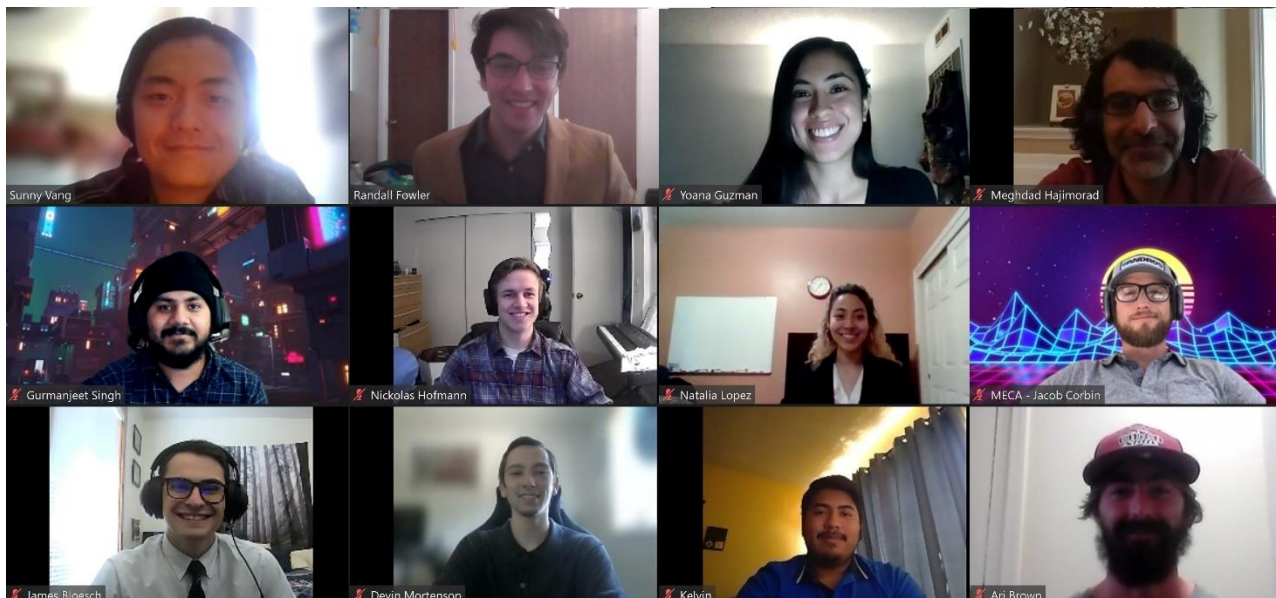 Sunny Vang
Randall Fowler
Yoana Guzman
Meghdad Hajimorad
Gurmanjeet Singh
Nickolas Hofmann
Natalia Lopez
MECA - Jacob Corbin
James Bloesch
Devin Mortenson
Kelvin
Ari Brown